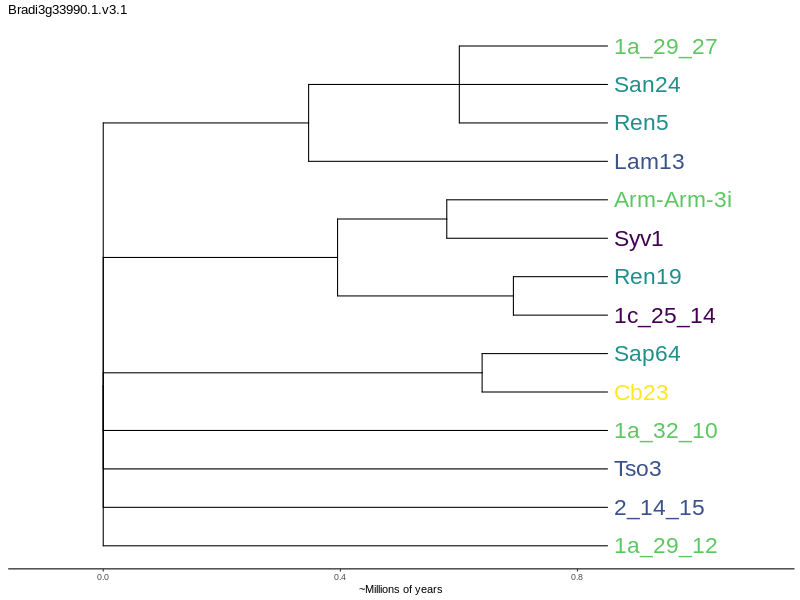 Bradi3g33990.1.v3.1
1a_29_27
San24
Ren5
Lam13
Arm-Arm-3i
Syv1
Ren19
1c_25_14
Sap64
Cb23
1a_32_10
Tso3
2_14_15
1a_29_12
0.0 0.4 0.8
~Millions of years